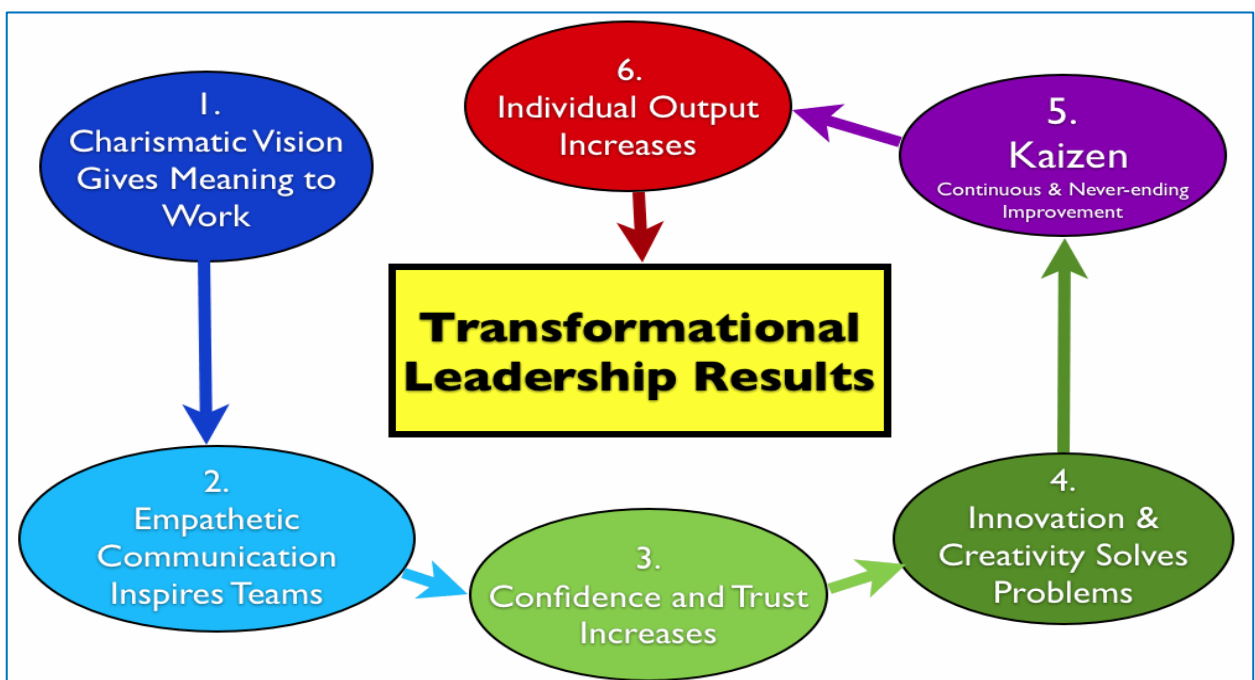 1.
Charismatic Vision
Gives Meaning to
Work
2.
Empathetic
Communication
Inspires Teams
3.
Confidence and Trust
Increases
4.
Innovation &
Creativity Solves
Problems
5.
Kaizen
Continuous & Never-ending
Improvement
6.
Individual Output
Increases
Transformational
Leadership Results